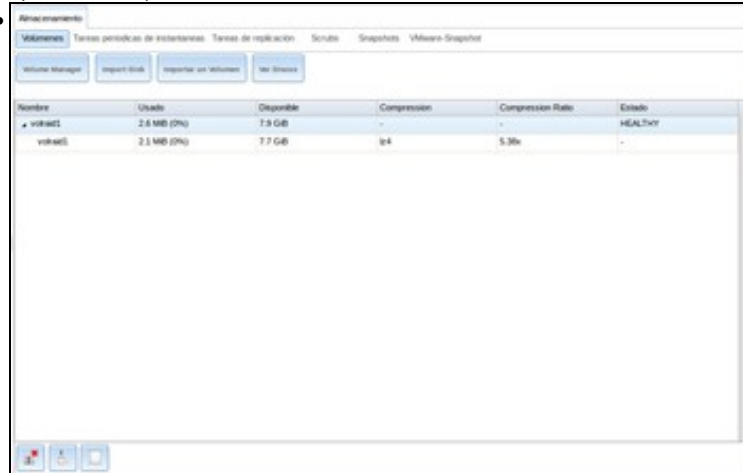 Almacenamiento
Volúmenes Tareas periódicas de instantaneas Tareas de replicación Scrubs Snapshots VMware-Snapshot
Volume Manager Import Disk Importar un Volumen Ver Discos
Nombre Usado Disponible Compression Compression Ratio Estado
volraid1 2.6 MiB (0%) 7.9 GiB - - HEALTHY
volraid1 2.1 MiB (0%) 7.7 GiB lz4 5.38x -